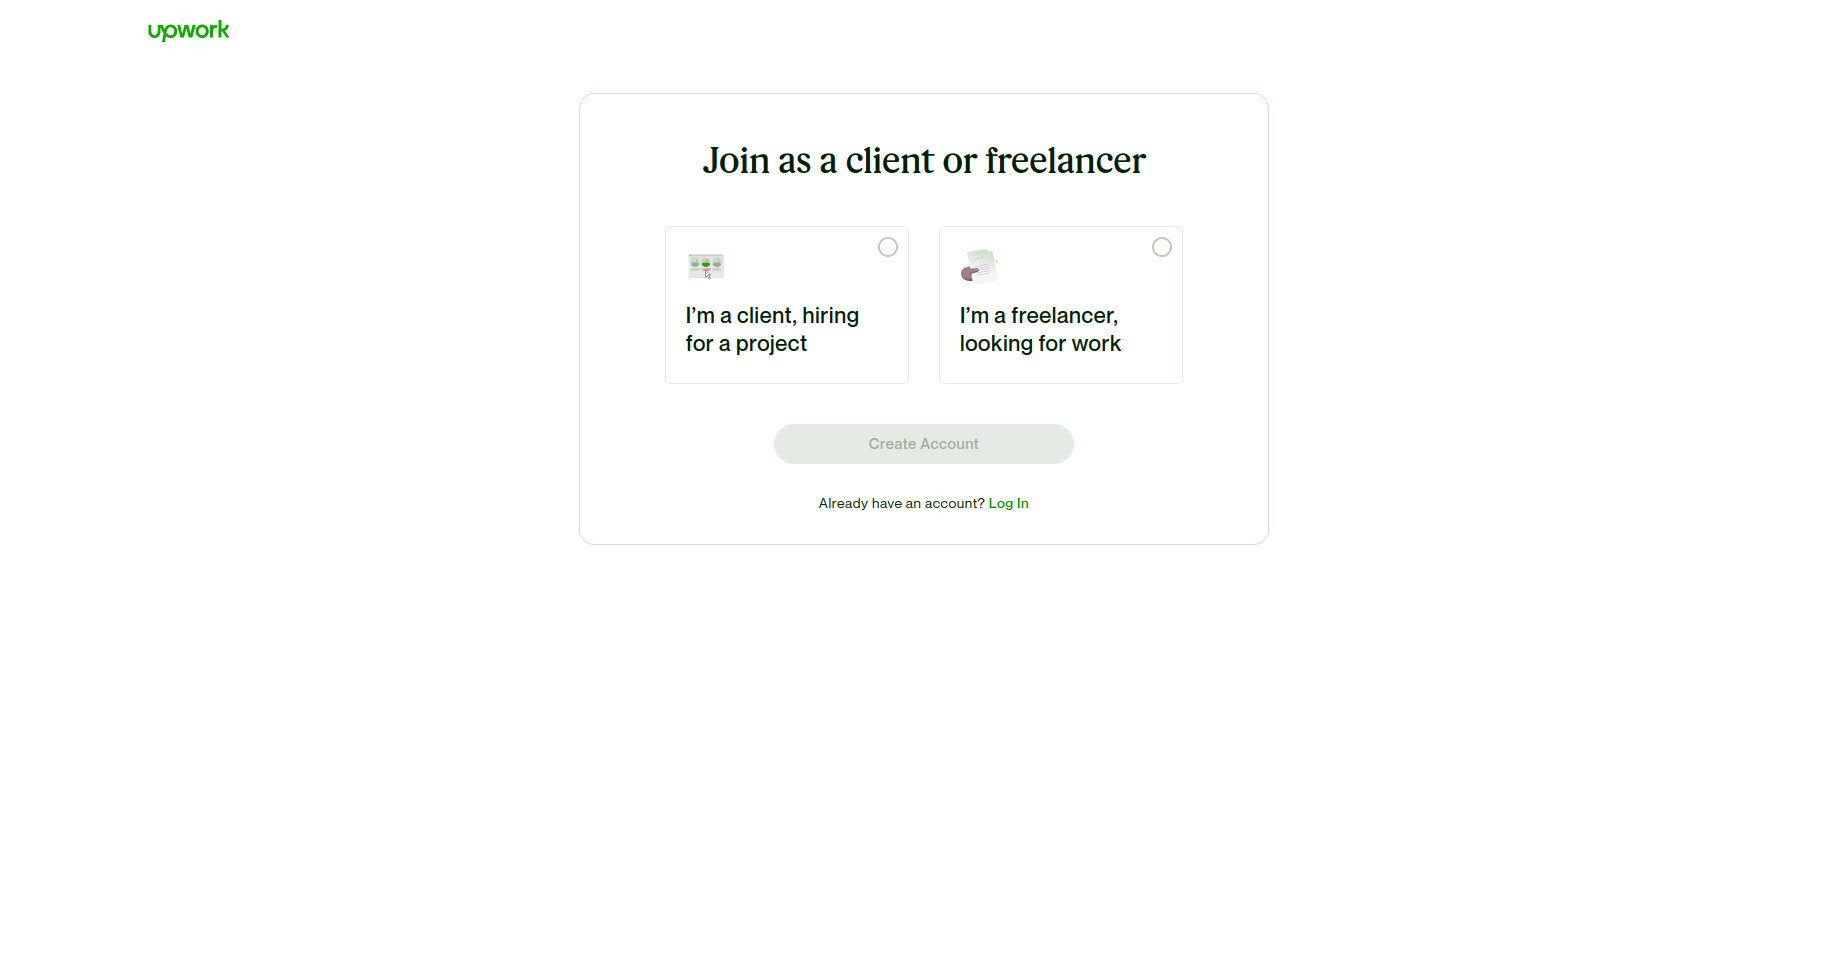 upwork
Join as a client or freelancer
I’m a client, hiring
for a project
I’m a freelancer,
looking for work
Create Account
Already have an account? Log In